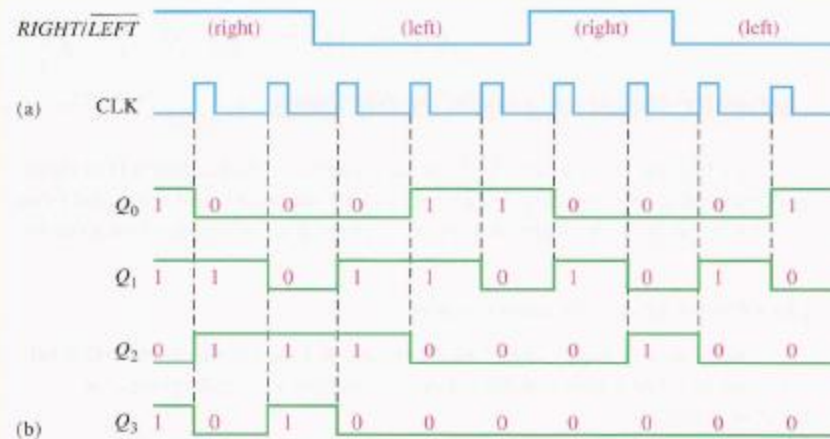 RIGHT/LEFT (right) (left) (right) (left)
(a) CLK
Q0 1 0 0 0 1 1 0 0 0 1
Q1 1 1 0 1 1 0 1 0 1 0
Q2 0 1 1 1 0 0 0 1 0 0
(b) Q3 1 0 1 0 0 0 0 0 0 0